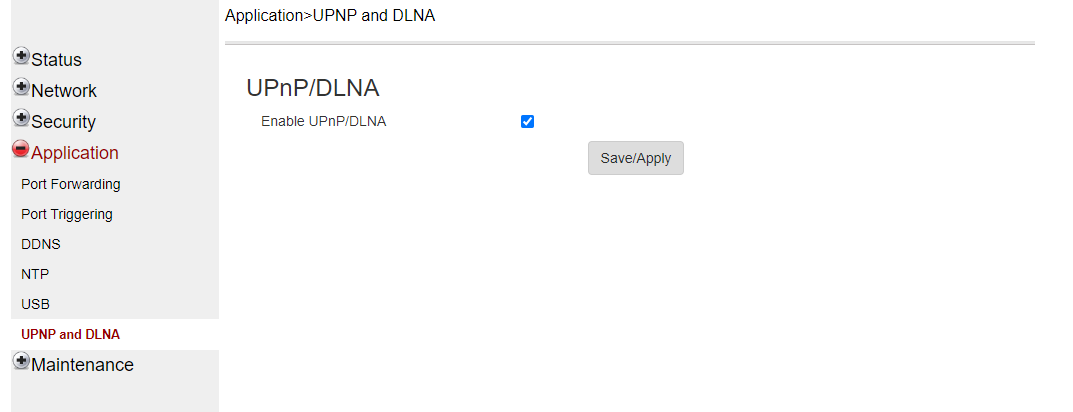 Application>UPNP and DLNA
Status
Network
Security
Application
Port Forwarding
Port Triggering
DDNS
NTP
USB
UPNP and DLNA
Maintenance
UPnP/DLNA
Enable UPnP/DLNA
Save/Apply